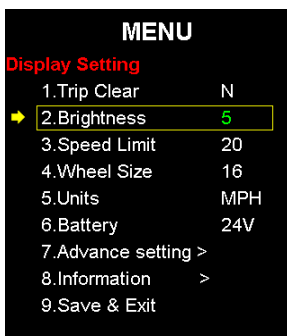 MENU
Display Setting
1.Trip Clear N
2.Brightness 5
3.Speed Limit 20
4.Wheel Size 16
5.Units MPH
6.Battery 24V
7.Advance setting >
8.Information >
9.Save & Exit